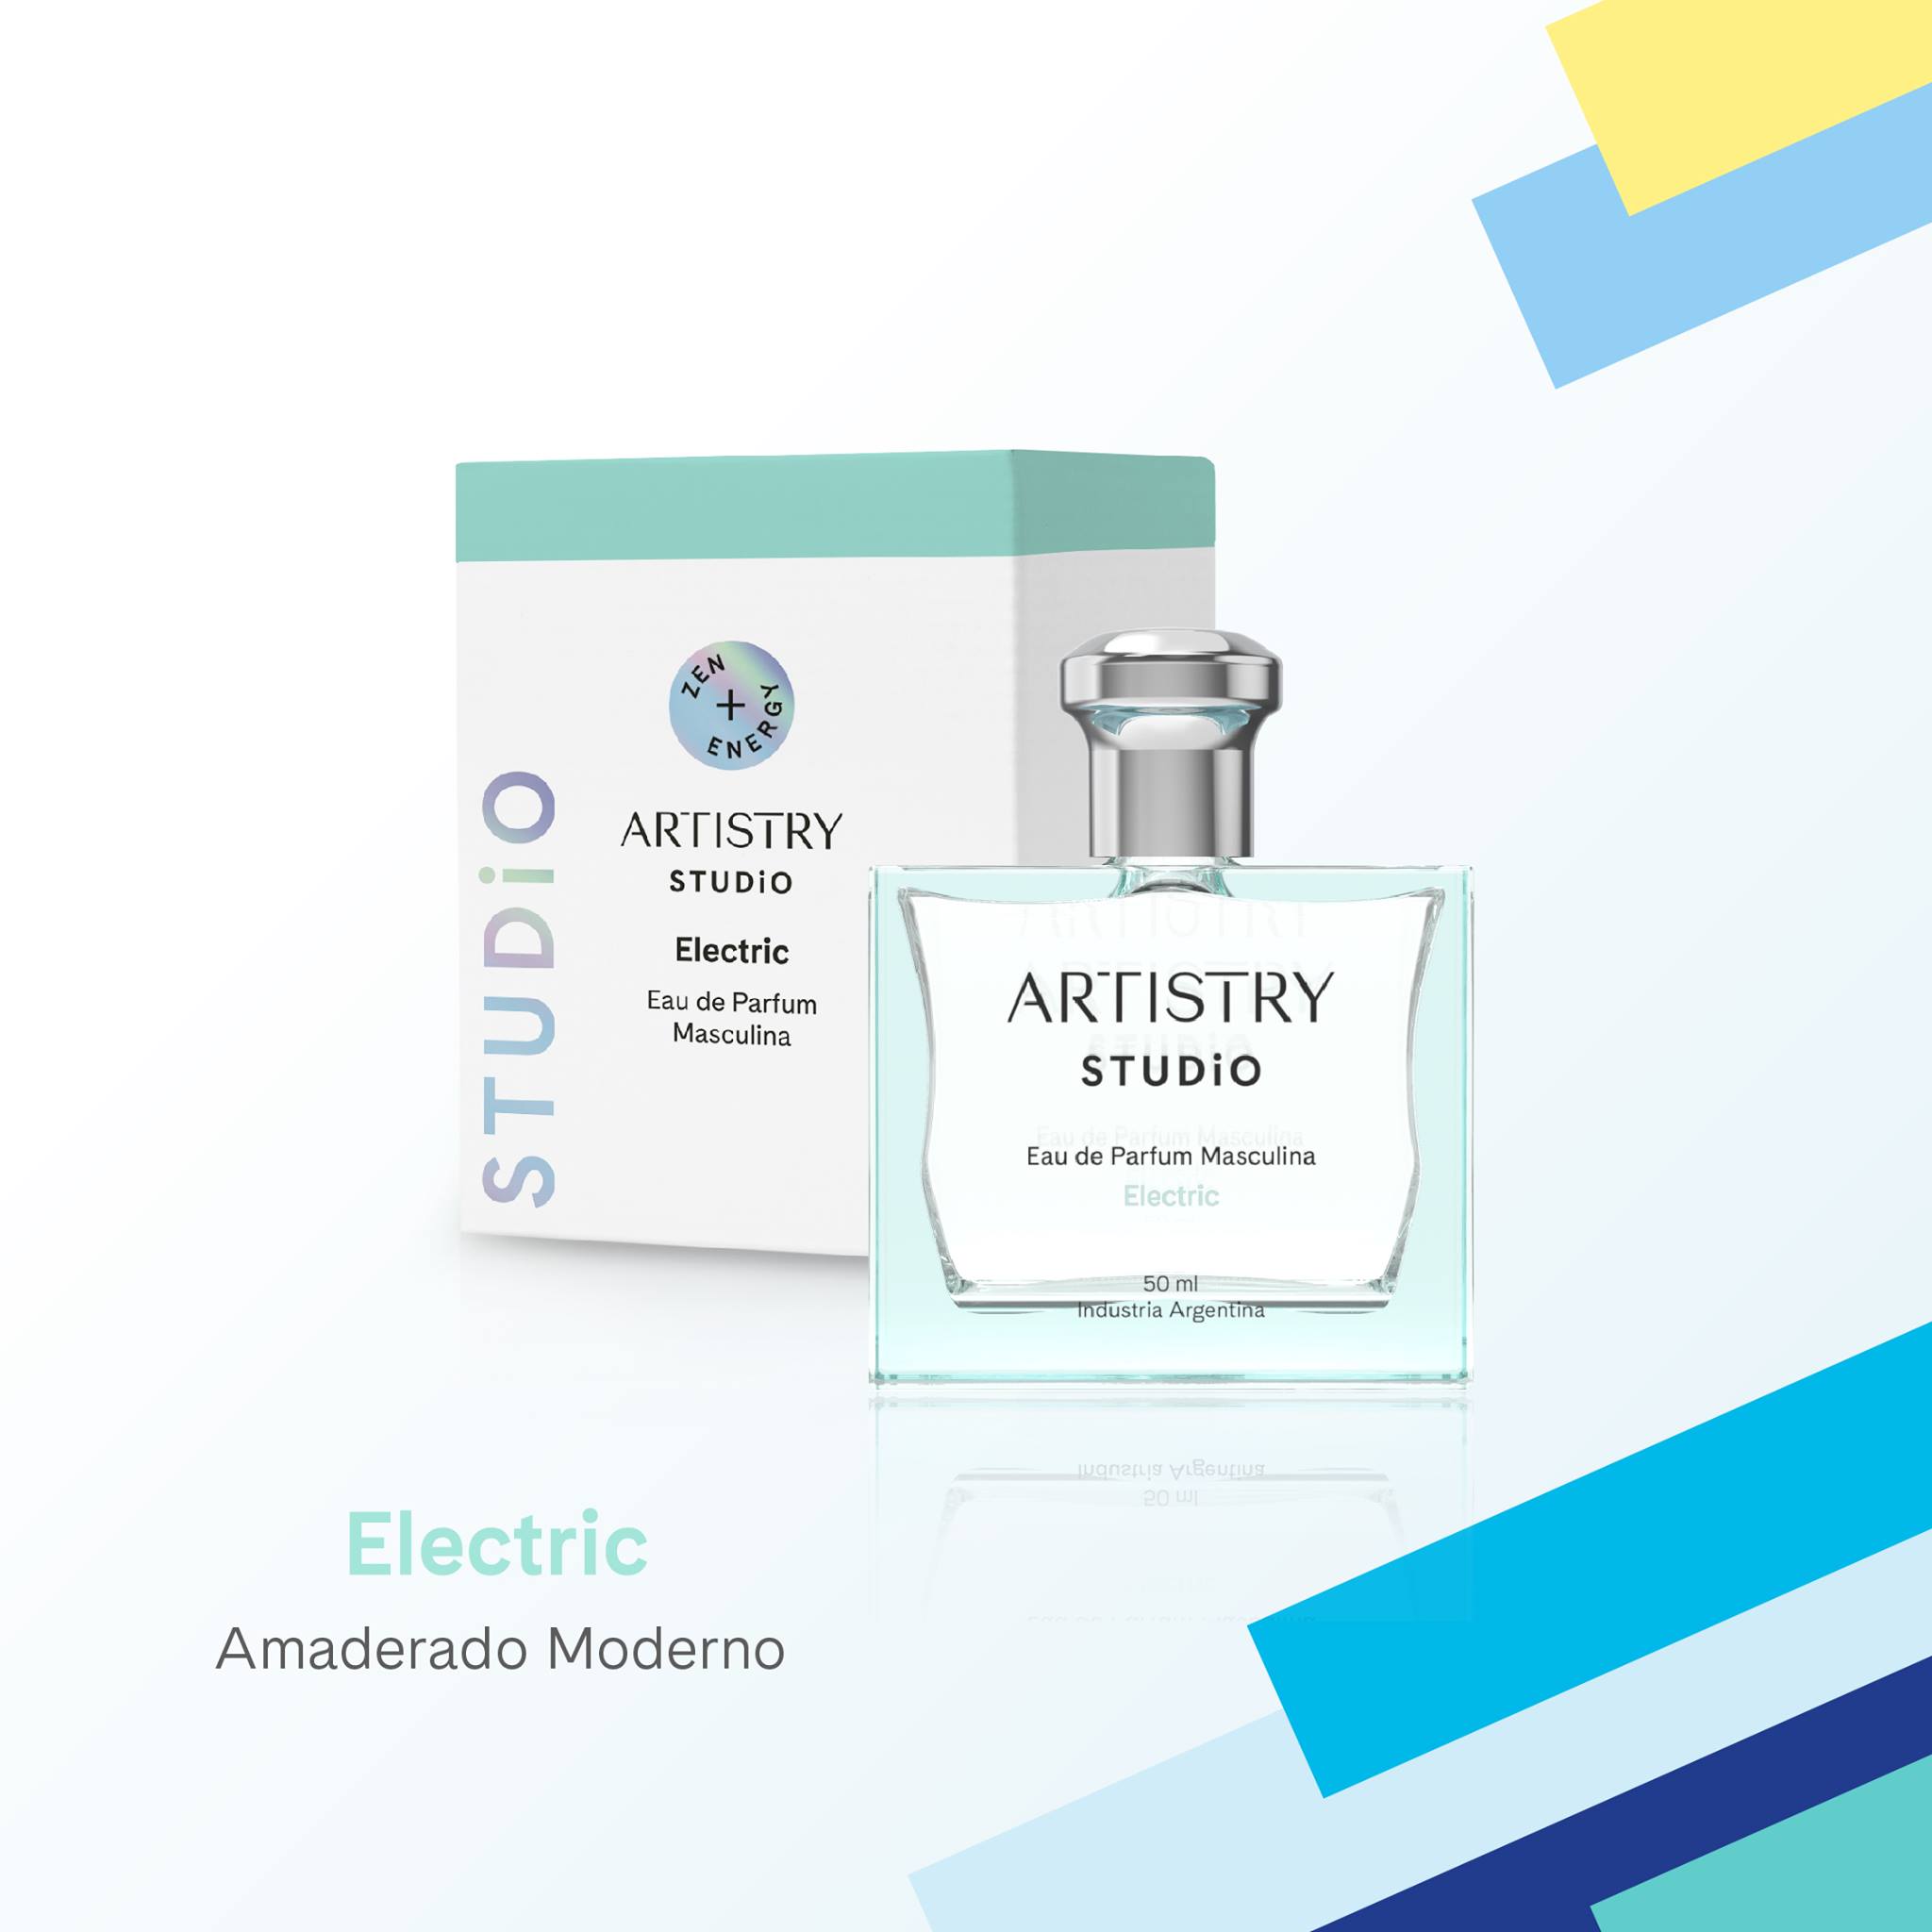 ZEN + ENERGY
STUDiO
ARTISTRY
STUDiO
Electric
Eau de Parfum
Masculina
ARTISTRY
STUDiO
Eau de Parfum Masculina
Electric
50 ml
Industria Argentina
Electric
Amaderado Moderno